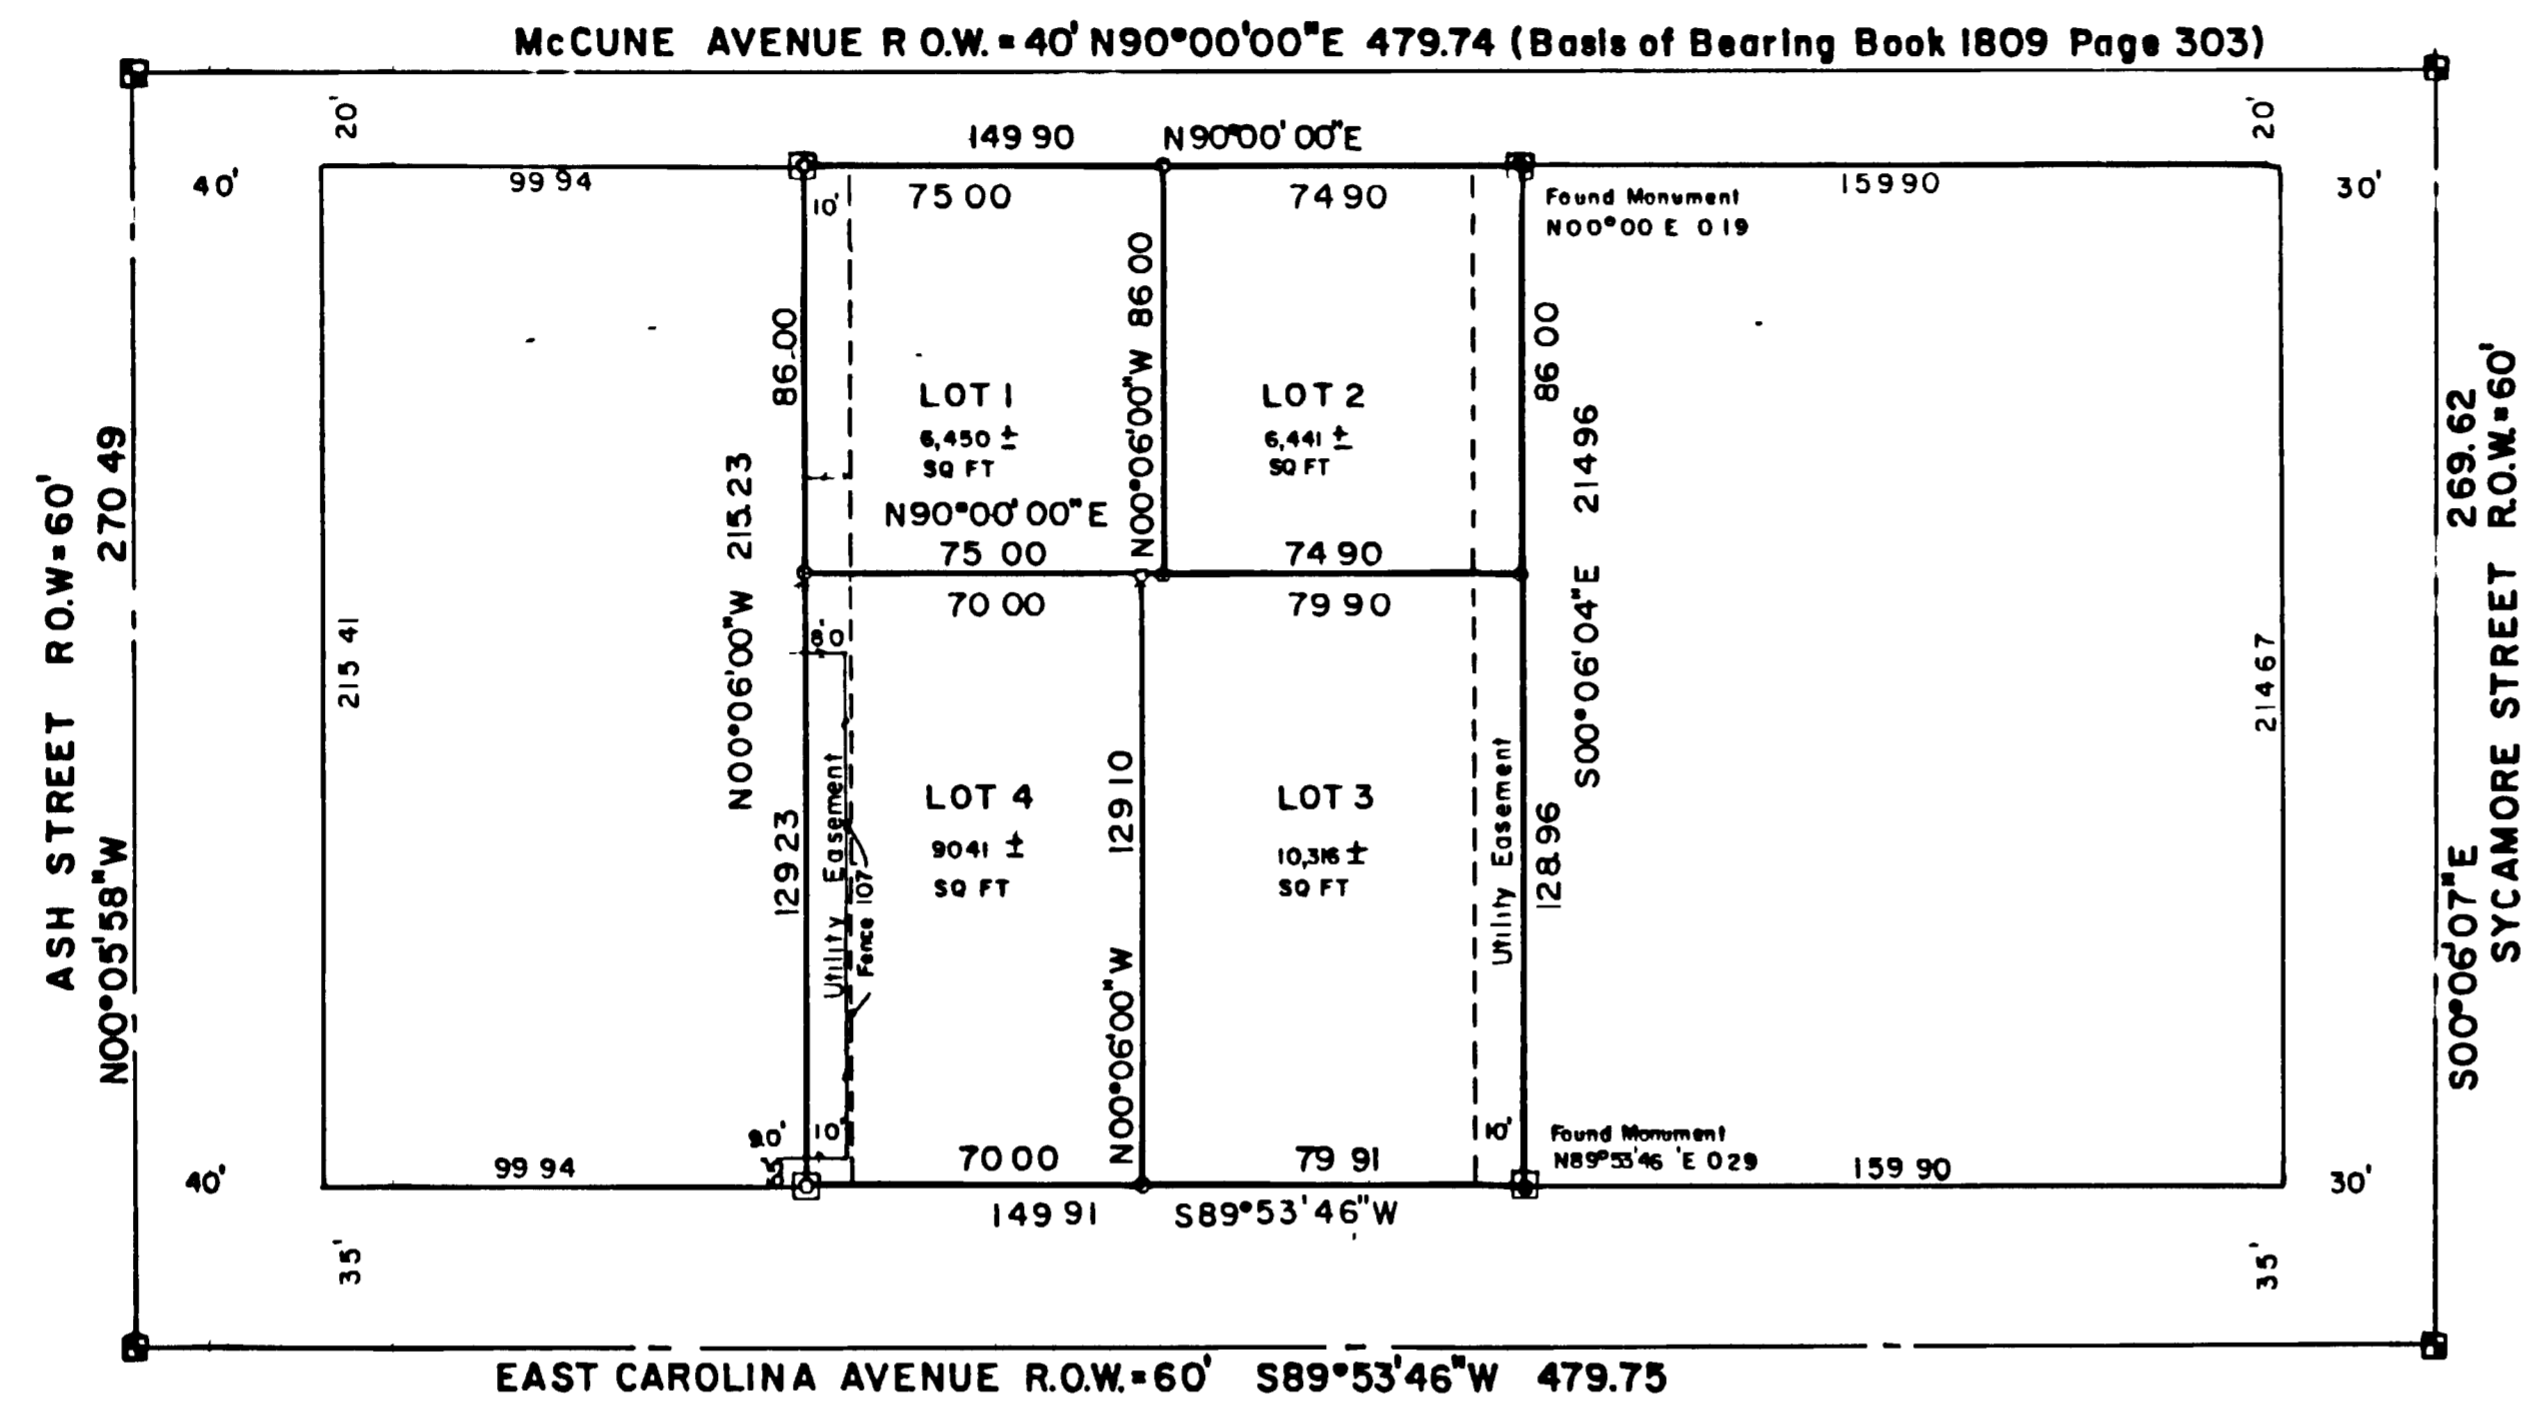 McCUNE AVENUE R O.W. = 40' N90°00'00"E 479.74 (Basis of Bearing Book 1809 Page 303)
20'
20'
149 90 N90°00'00"E
40'
99 94
75 00
74 90
159 90
30'
10'
Found Monument
N00°00 E 0 19
86.00
N00°06'00"W 86 00
86 00
LOT 1
6,450 ±
SQ FT
LOT 2
6,441 ±
SQ FT
N90°00'00"E
75 00
74 90
70 00
79 90
ASH STREET R.O.W.=60'
N00°05'58"W 270 49
215 41
N00°06'00"W 215.23
S00°06'04"E 214 96
214 67
S00°06'07"E 269.62
SYCAMORE STREET R.O.W.=60'
8' 0
129 23
Utility Easement
Fence 107
LOT 4
9041 ±
SQ FT
N00°06'00"W 129 10
LOT 3
10,316 ±
SQ FT
Utility Easement
128.96
10'
10'
Found Monument
N89°53'46 'E 0 29
40'
99 94
35'
70 00
79 91
159 90
30'
149 91 S89°53'46"W
35'
35'
EAST CAROLINA AVENUE R.O.W.=60' S89°53'46"W 479.75